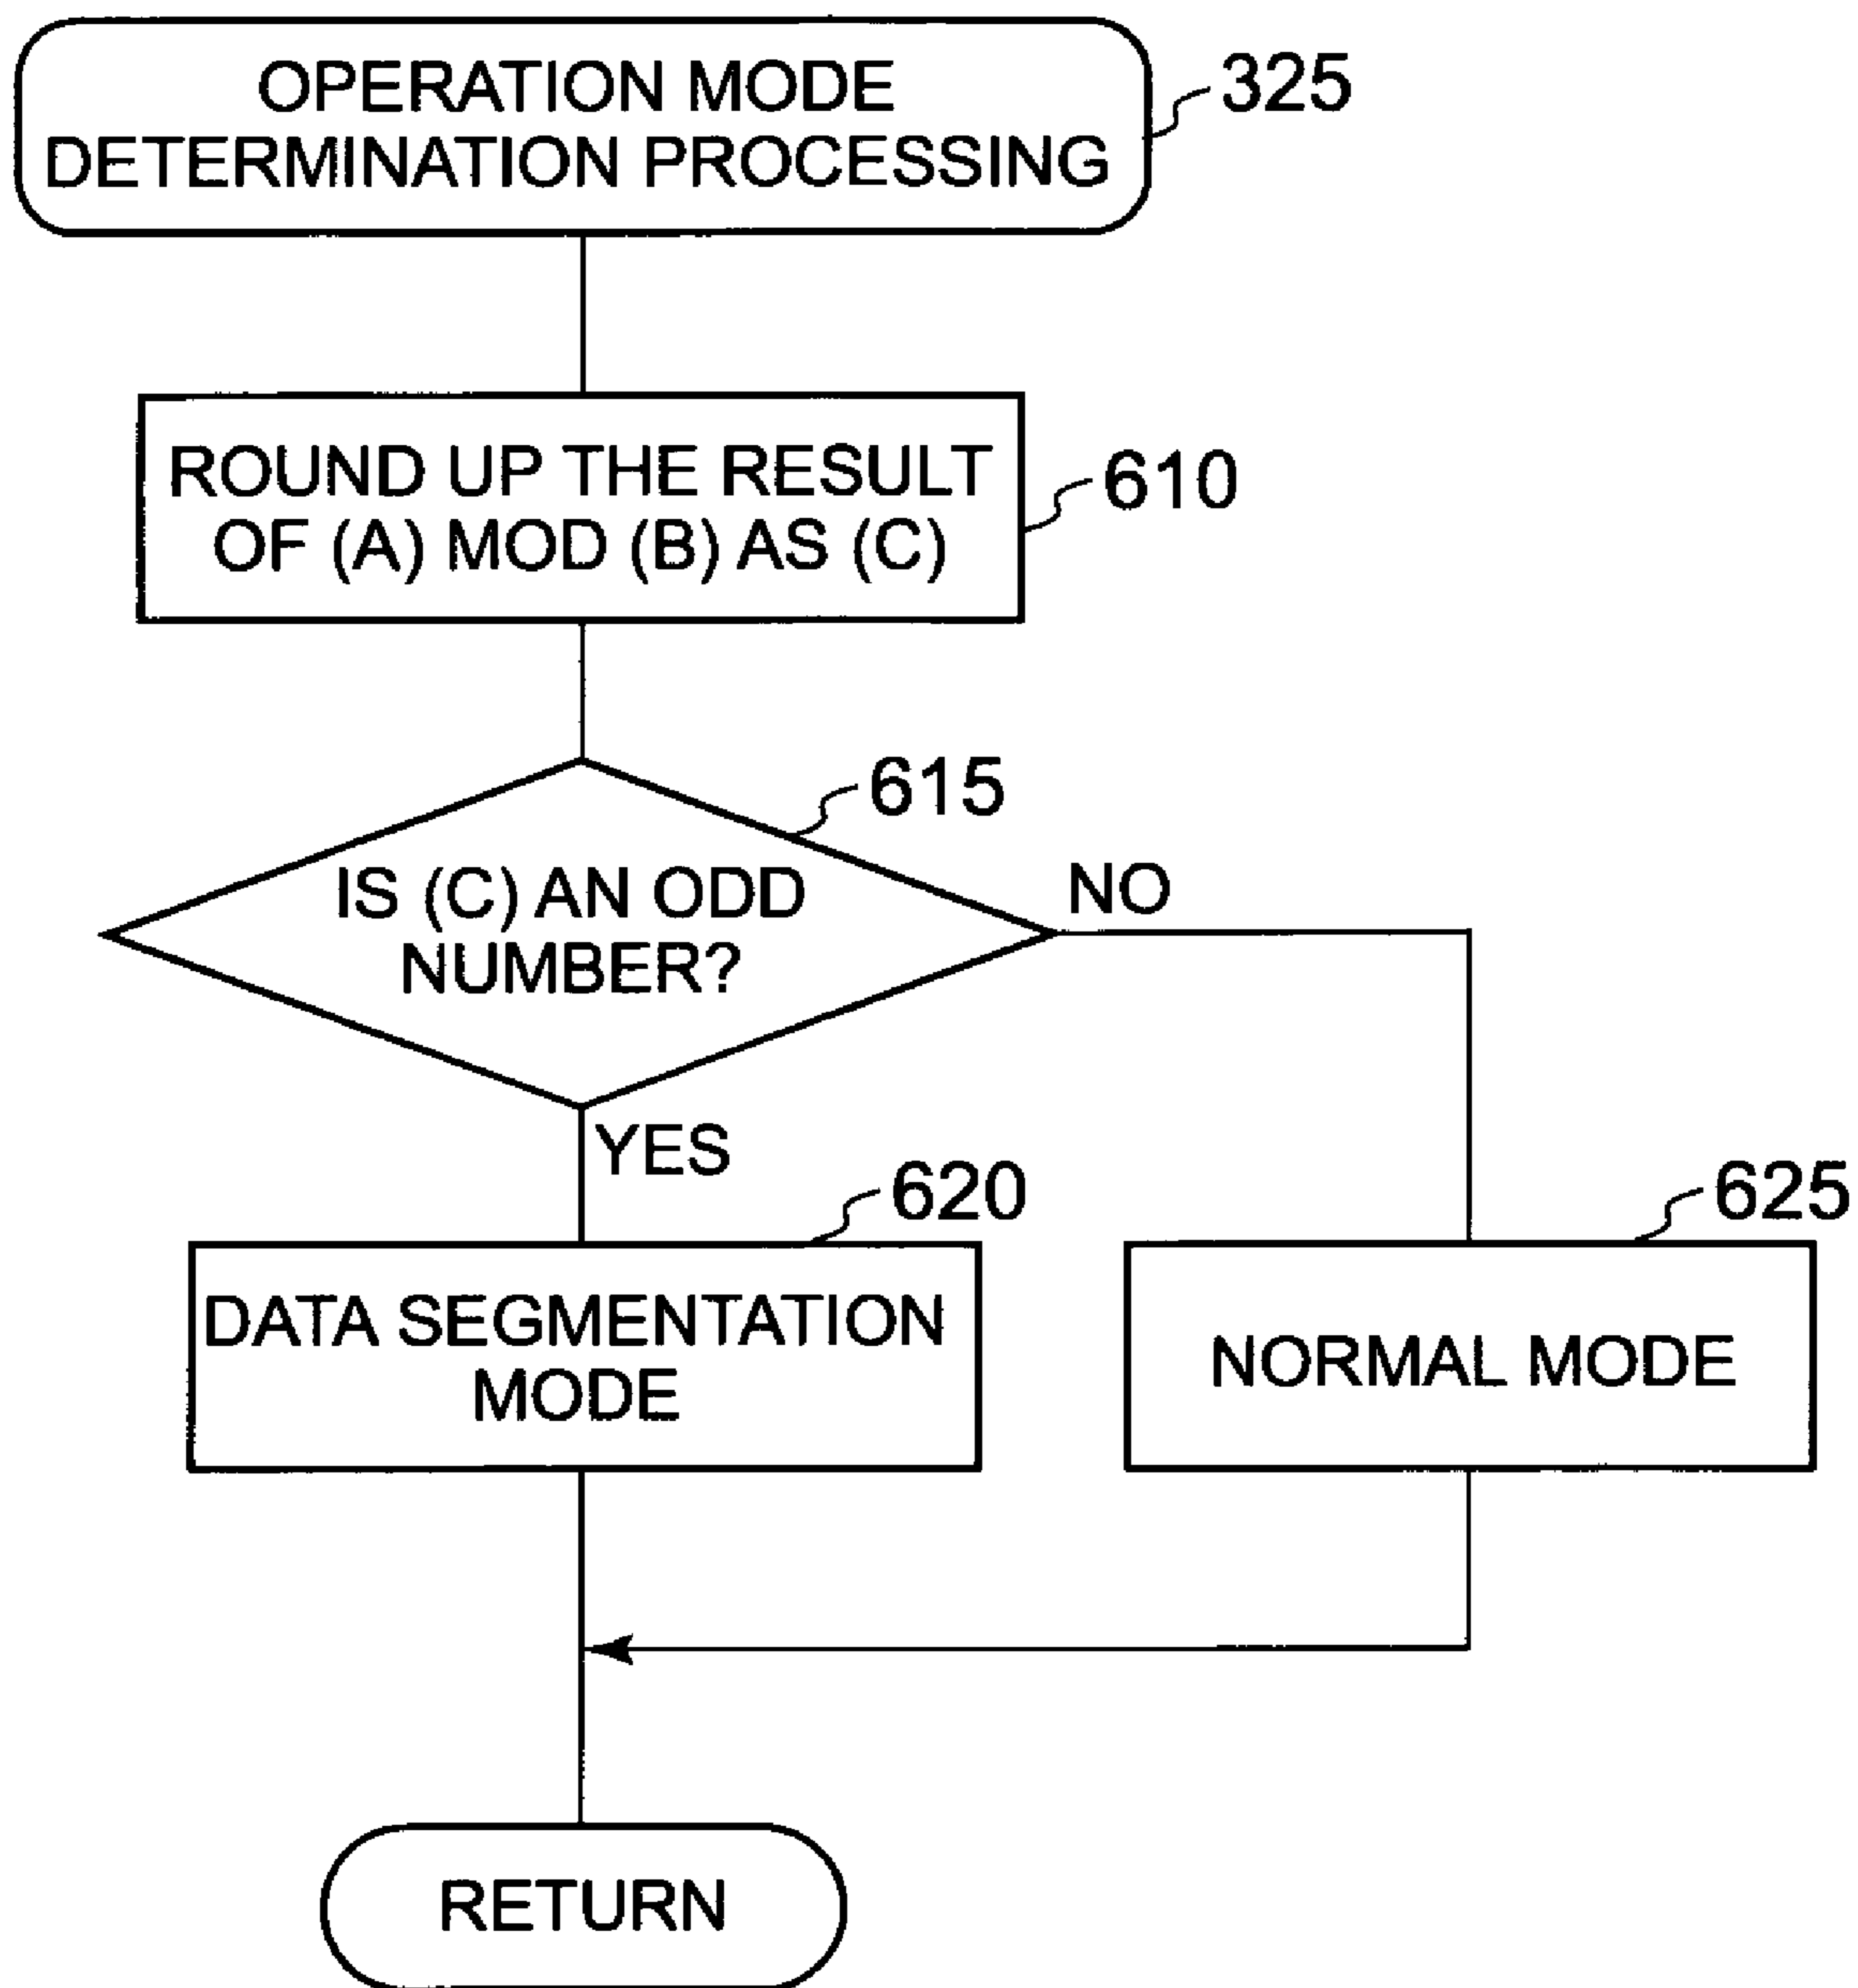 OPERATION MODE
DETERMINATION PROCESSING
325
ROUND UP THE RESULT
OF (A) MOD (B) AS (C)
610
615
IS (C) AN ODD
NUMBER?
NO
YES
620
625
DATA SEGMENTATION
MODE
NORMAL MODE
RETURN